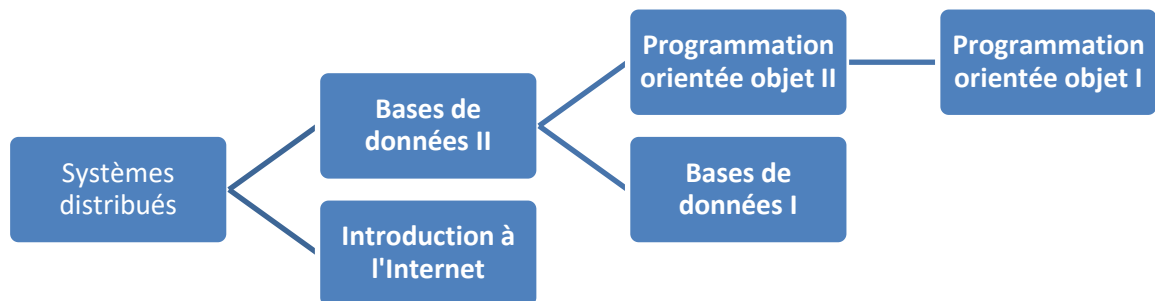 Programmation
orientée objet II
Programmation
orientée objet I
Bases de
données II
Systèmes
distribués
Bases de
données I
Introduction à
l'Internet